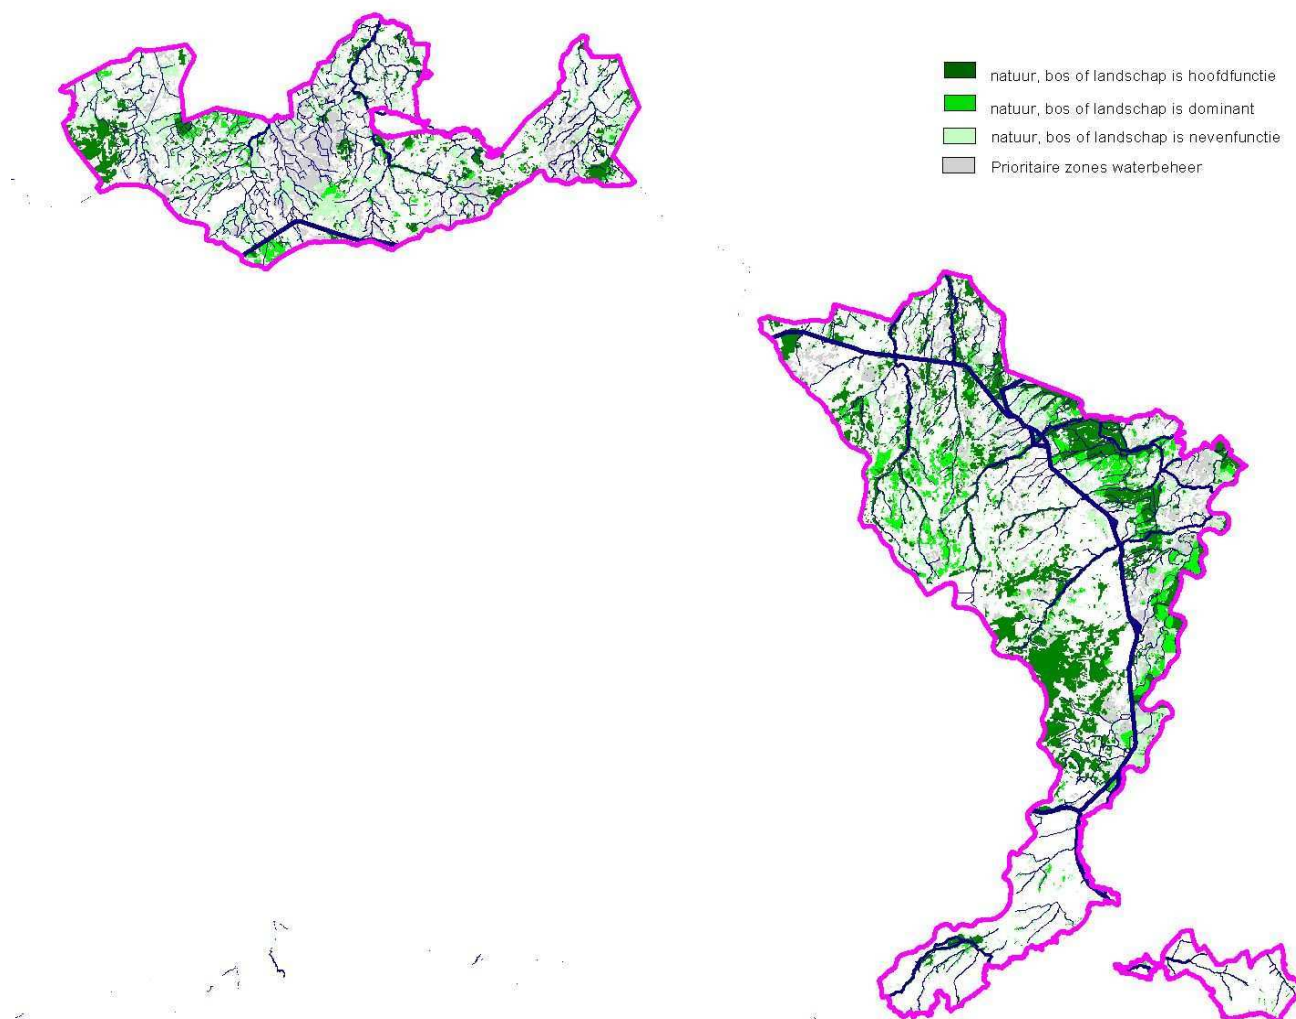 natuur, bos of landschap is hoofdfunctie
natuur, bos of landschap is dominant
natuur, bos of landschap is nevenfunctie
Prioritaire zones waterbeheer